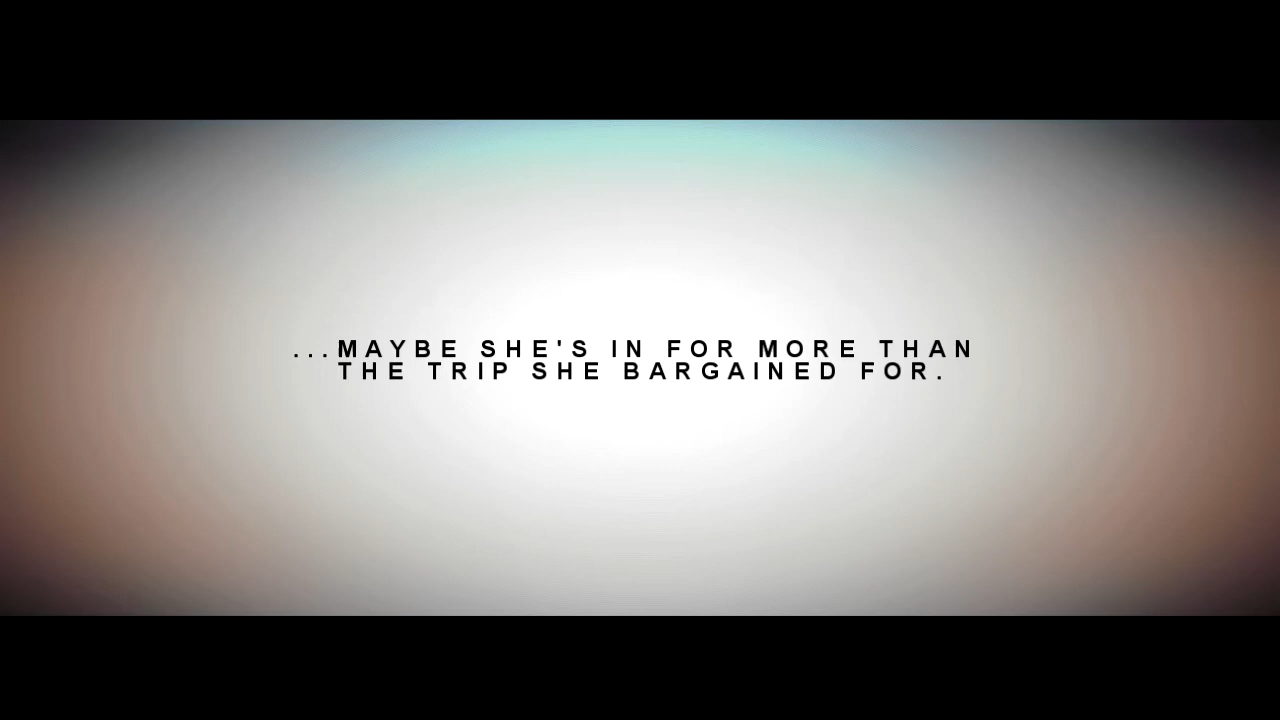 ...MAYBE SHE'S IN FOR MORE THAN
THE TRIP SHE BARGAINED FOR.